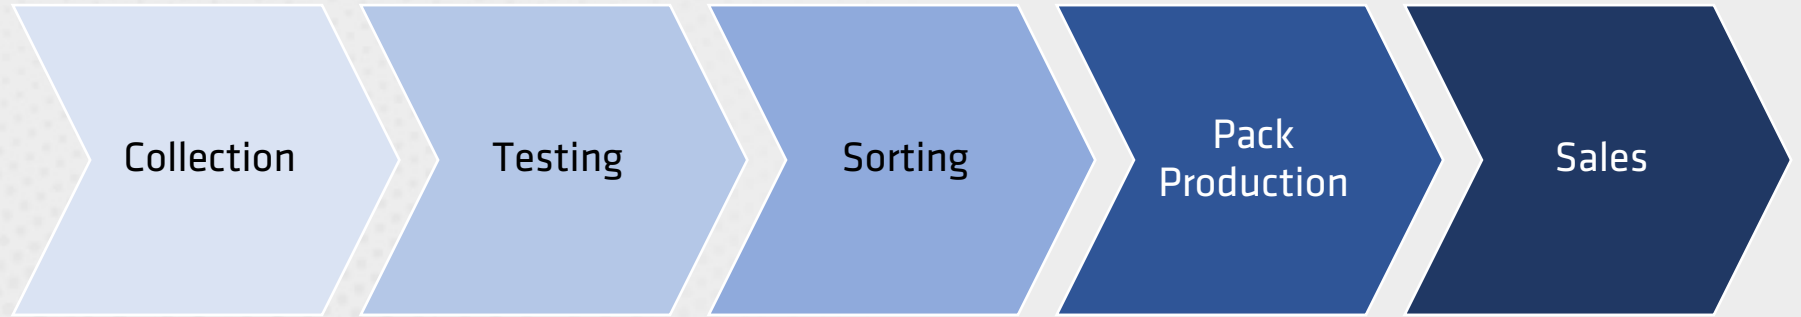 Collection
Testing
Sorting
Pack
Production
Sales